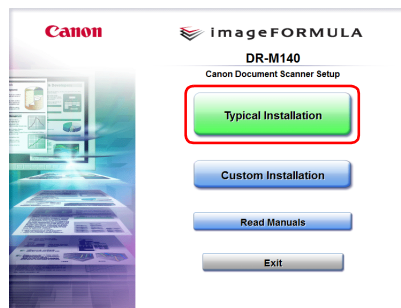 Canon
imageFORMULA
DR-M140
Canon Document Scanner Setup
Typical Installation
Custom Installation
Read Manuals
Exit